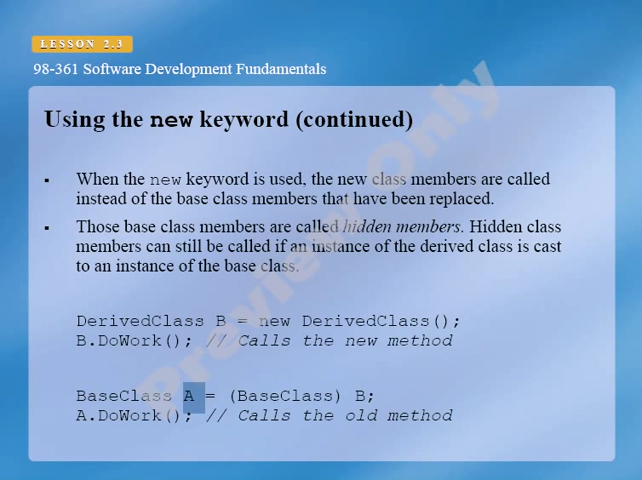 LESSON 2.3
98-361 Software Development Fundamentals
Using the new keyword (continued)
▪ When the new keyword is used, the new class members are called
instead of the base class members that have been replaced.
▪ Those base class members are called hidden members. Hidden class
members can still be called if an instance of the derived class is cast
to an instance of the base class.
DerivedClass B = new DerivedClass();
B.DoWork(); // Calls the new method
BaseClass A = (BaseClass) B;
A.DoWork(); // Calls the old method
Preview Only